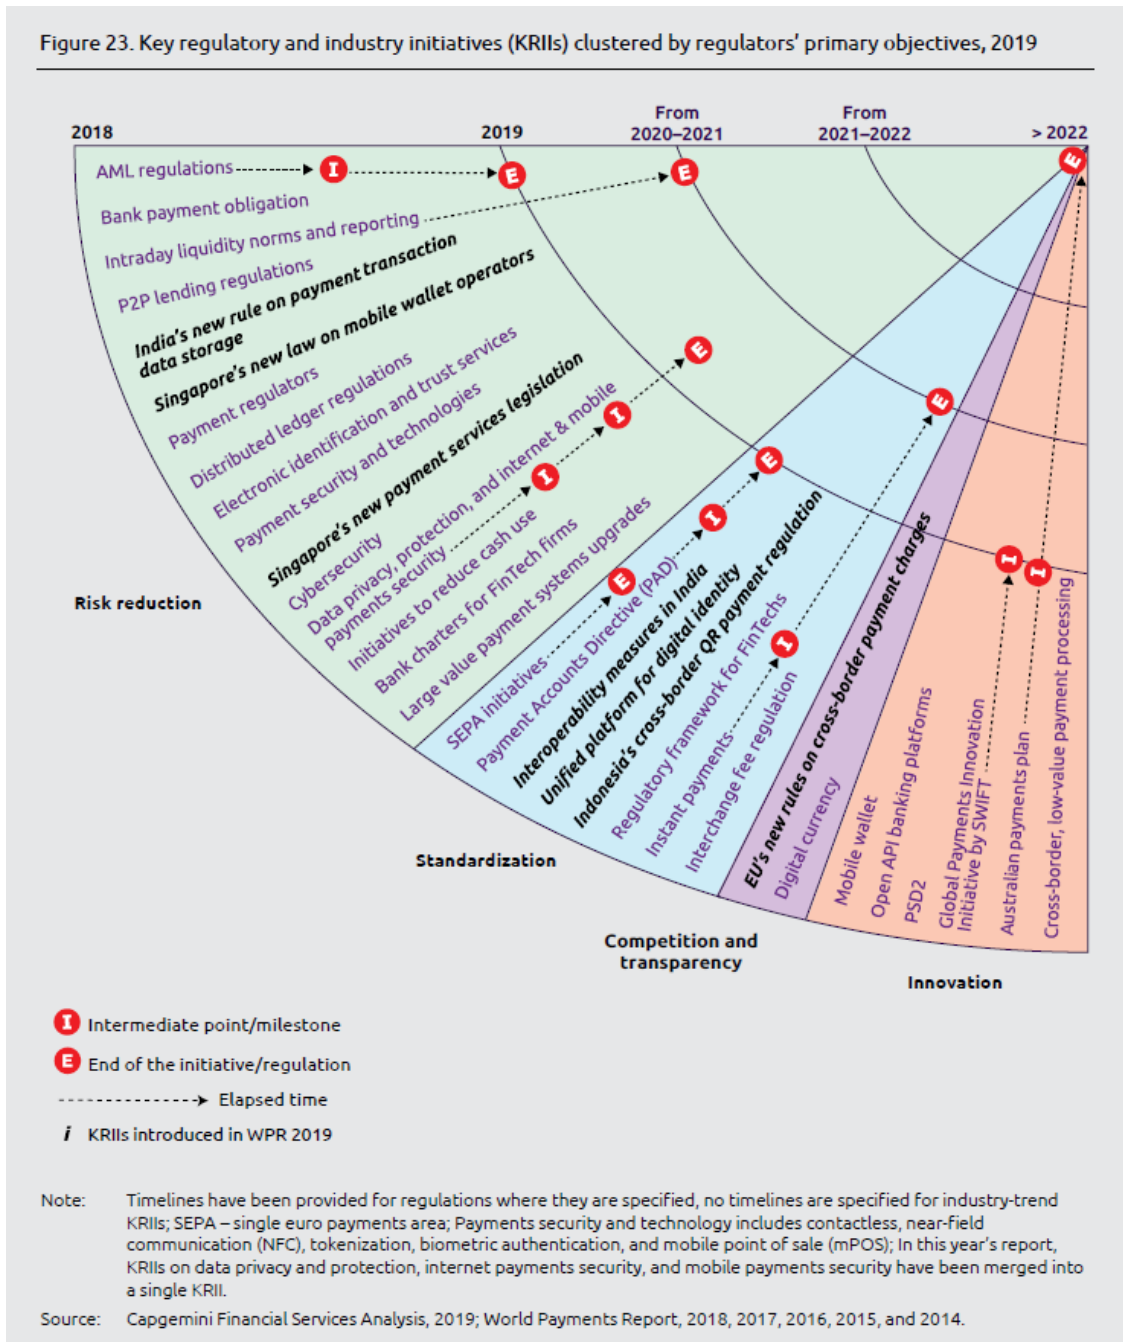 Figure 23. Key regulatory and industry initiatives (KRIIs) clustered by regulators' primary objectives, 2019
2018
2019
From
2020–2021
From
2021–2022
> 2022
AML regulations
I
E
E
Bank payment obligation
Intraday liquidity norms and reporting
E
P2P lending regulations
India's new rule on payment transaction
data storage
Singapore's new law on mobile wallet operators
Payment regulators
Distributed ledger regulations
Electronic identification and trust services
Payment security and technologies
Singapore's new payment services legislation
Cybersecurity
Data privacy, protection, and internet & mobile
payments security
I
I
E
Initiatives to reduce cash use
Bank charters for FinTech firms
Large value payment systems upgrades
Risk reduction
SEPA initiatives
E
Payment Accounts Directive (PAD)
I
E
Interoperability measures in India
Unified platform for digital identity
Indonesia's cross-border QR payment regulation
Regulatory framework for FinTechs
Instant payments
I
E
Interchange fee regulation
Standardization
EU's new rules on cross-border payment charges
Digital currency
Competition and
transparency
Mobile wallet
Open API banking platforms
PSD2
Global Payments Innovation
Initiative by SWIFT
I
Australian payments plan
I
Cross-border, low-value payment processing
Innovation
I Intermediate point/milestone
E End of the initiative/regulation
Elapsed time
i KRIIs introduced in WPR 2019
Note: Timelines have been provided for regulations where they are specified, no timelines are specified for industry-trend
KRIIs; SEPA – single euro payments area; Payments security and technology includes contactless, near-field
communication (NFC), tokenization, biometric authentication, and mobile point of sale (mPOS); In this year's report,
KRIIs on data privacy and protection, internet payments security, and mobile payments security have been merged into
a single KRII.
Source: Capgemini Financial Services Analysis, 2019; World Payments Report, 2018, 2017, 2016, 2015, and 2014.